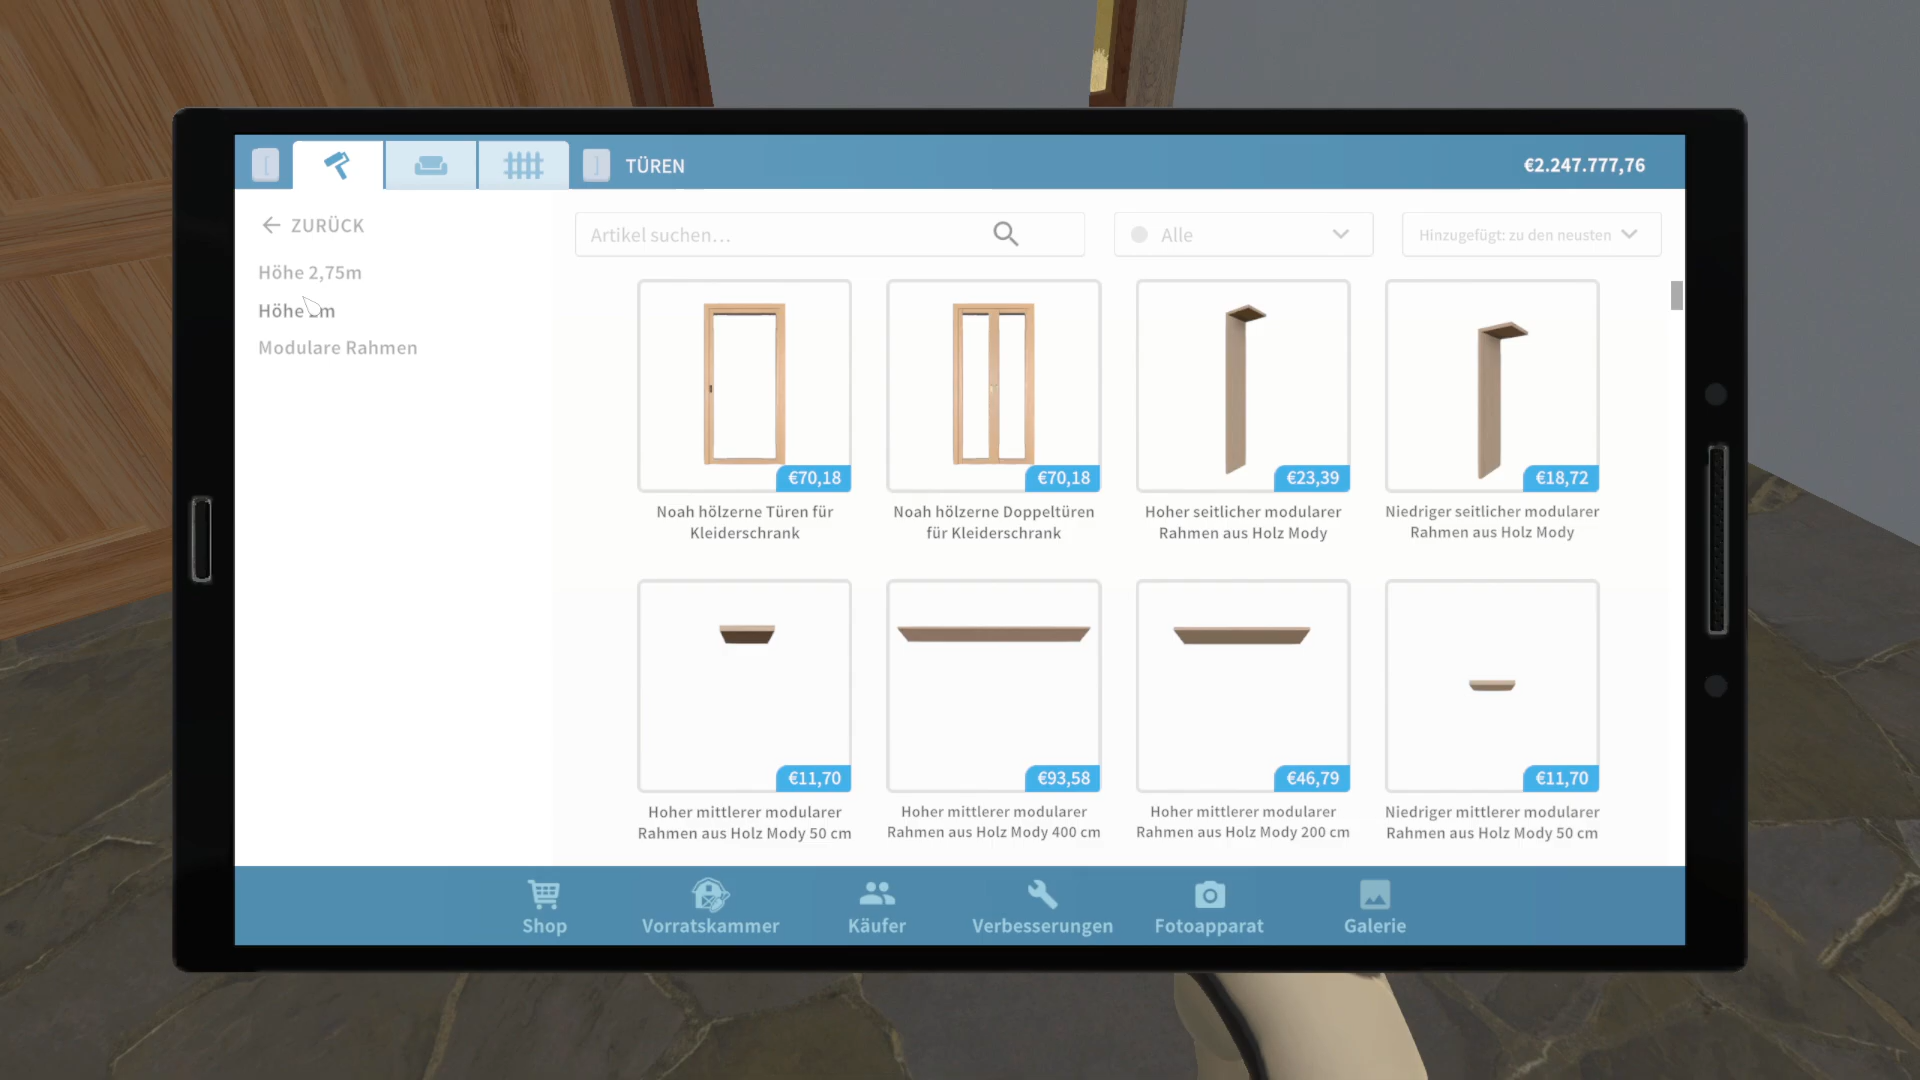 [
]
TÜREN
€2.247.777,76
ZURÜCK
Höhe 2,75m
Höhe
Modulare Rahmen
Artikel suchen...
Alle
Hinzugefügt: zu den neusten
€70,18
€70,18
€23,39
€18,72
Noah hölzerne Türen für
Kleiderschrank
Noah hölzerne Doppeltüren
für Kleiderschrank
Hoher seitlicher modularer
Rahmen aus Holz Mody
Niedriger seitlicher modularer
Rahmen aus Holz Mody
€11,70
€93,58
€46,79
€11,70
Hoher mittlerer modularer
Rahmen aus Holz Mody 50 cm
Hoher mittlerer modularer
Rahmen aus Holz Mody 400 cm
Hoher mittlerer modularer
Rahmen aus Holz Mody 200 cm
Niedriger mittlerer modularer
Rahmen aus Holz Mody 50 cm
Shop
Vorratskammer
Käufer
Verbesserungen
Fotoapparat
Galerie